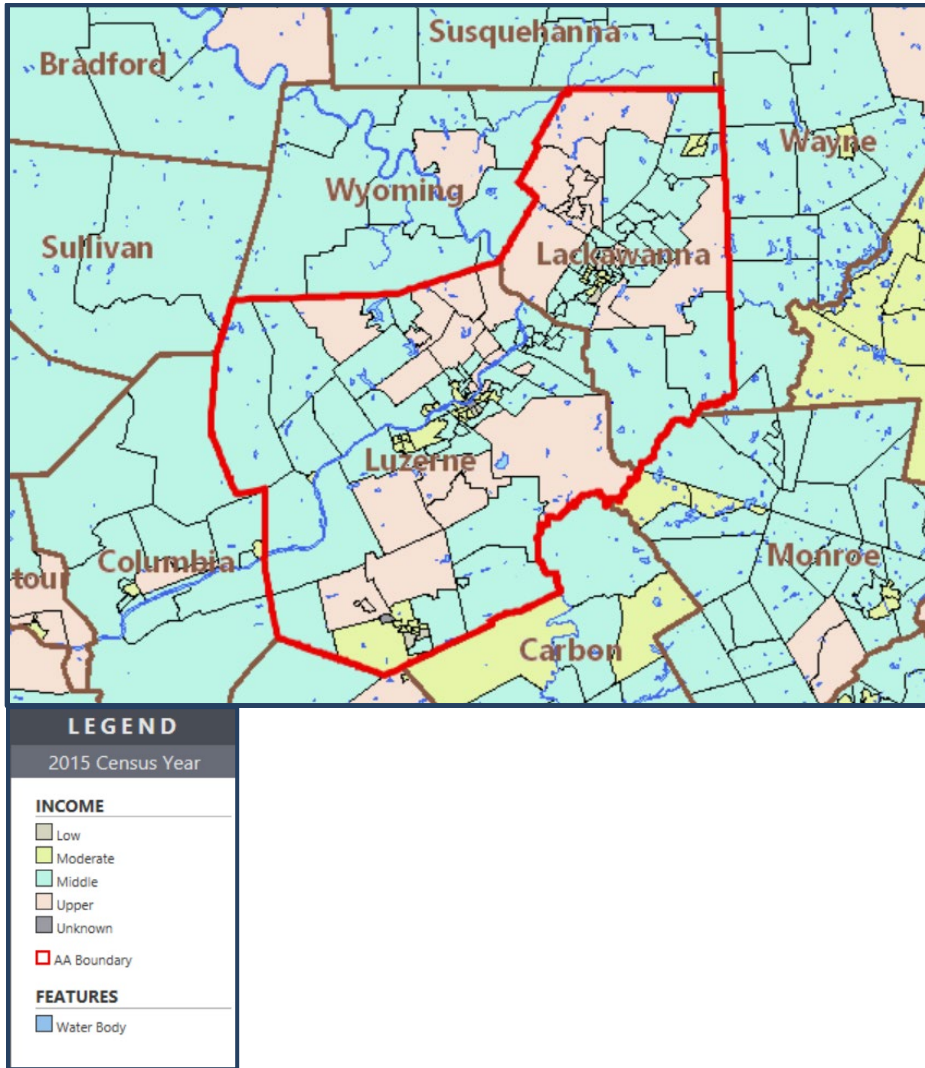 Susquehanna
Bradford
Wayne
Wyoming
Sullivan
Lackawanna
Luzerne
Columbia
tour
Monroe
Carbon
LEGEND
2015 Census Year
INCOME
Low
Moderate
Middle
Upper
Unknown
AA Boundary
FEATURES
Water Body